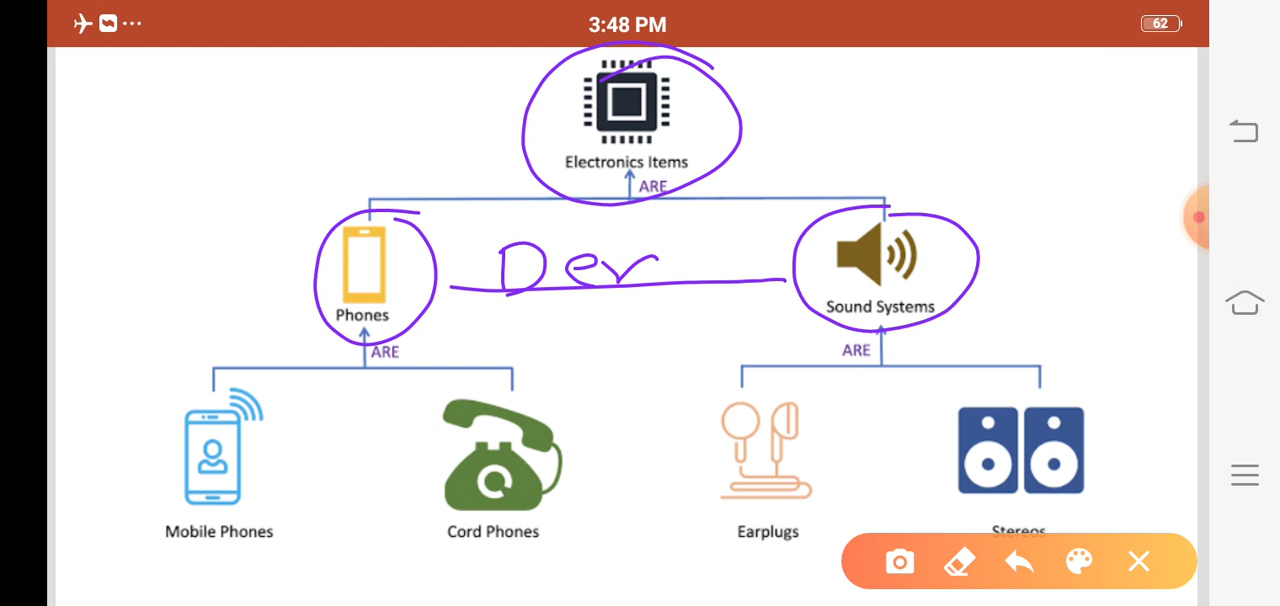 3:48 PM
62
Electronics Items
ARE
Der
Phones
Sound Systems
ARE
ARE
Mobile Phones
Cord Phones
Earplugs
Stereos